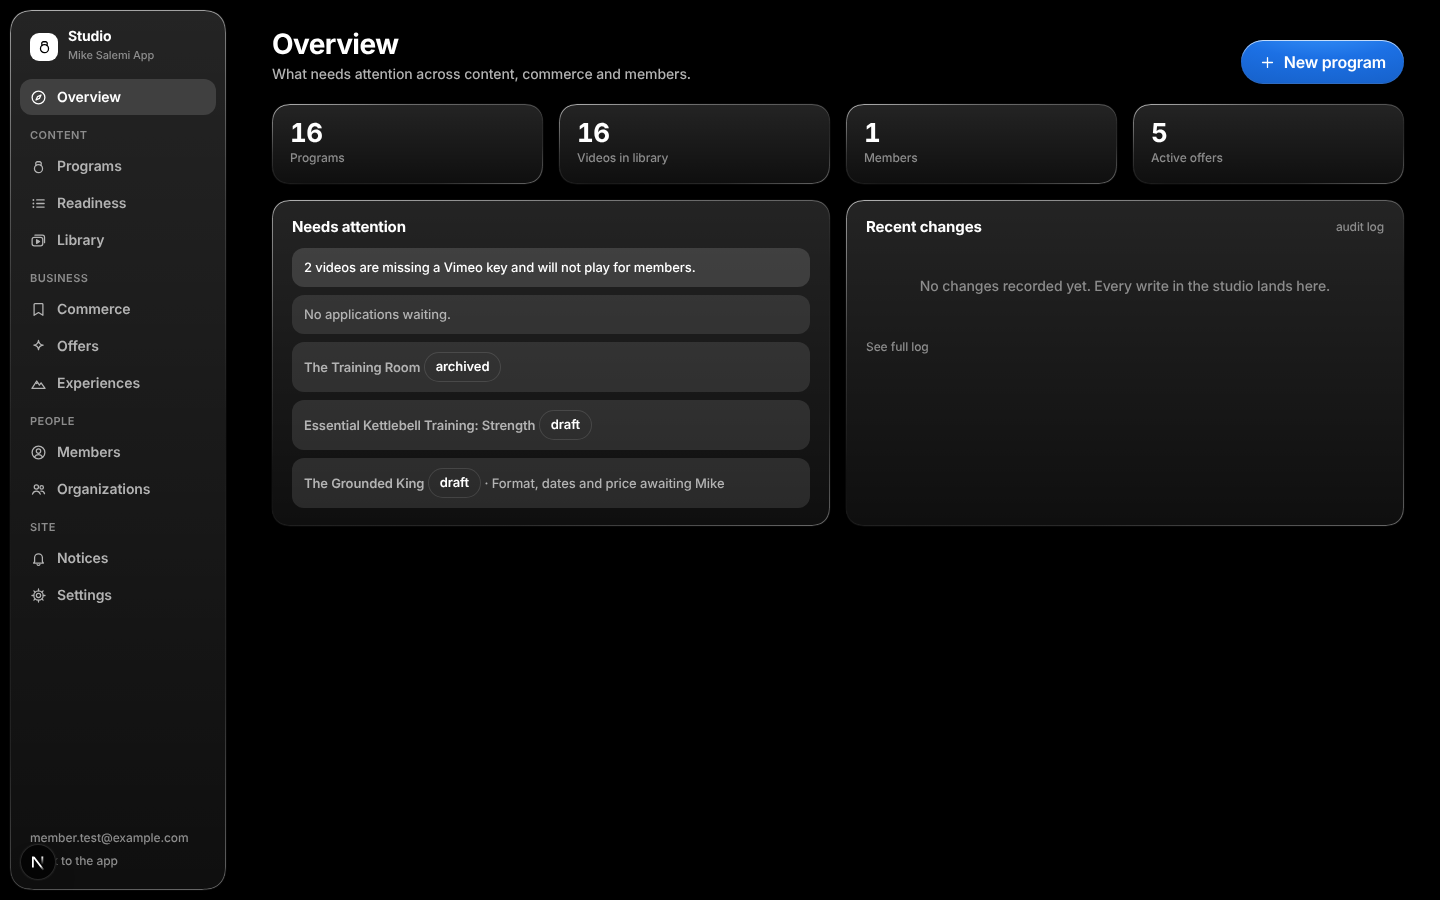 Studio
Mike Salemi App
Overview
CONTENT
Programs
Readiness
Library
BUSINESS
Commerce
Offers
Experiences
PEOPLE
Members
Organizations
SITE
Notices
Settings
member.test@example.com
N
to the app
Overview
What needs attention across content, commerce and members.
New program
16
Programs
16
Videos in library
1
Members
5
Active offers
Needs attention
2 videos are missing a Vimeo key and will not play for members.
No applications waiting.
The Training Room archived
Essential Kettlebell Training: Strength draft
The Grounded King draft · Format, dates and price awaiting Mike
Recent changes
audit log
No changes recorded yet. Every write in the studio lands here.
See full log